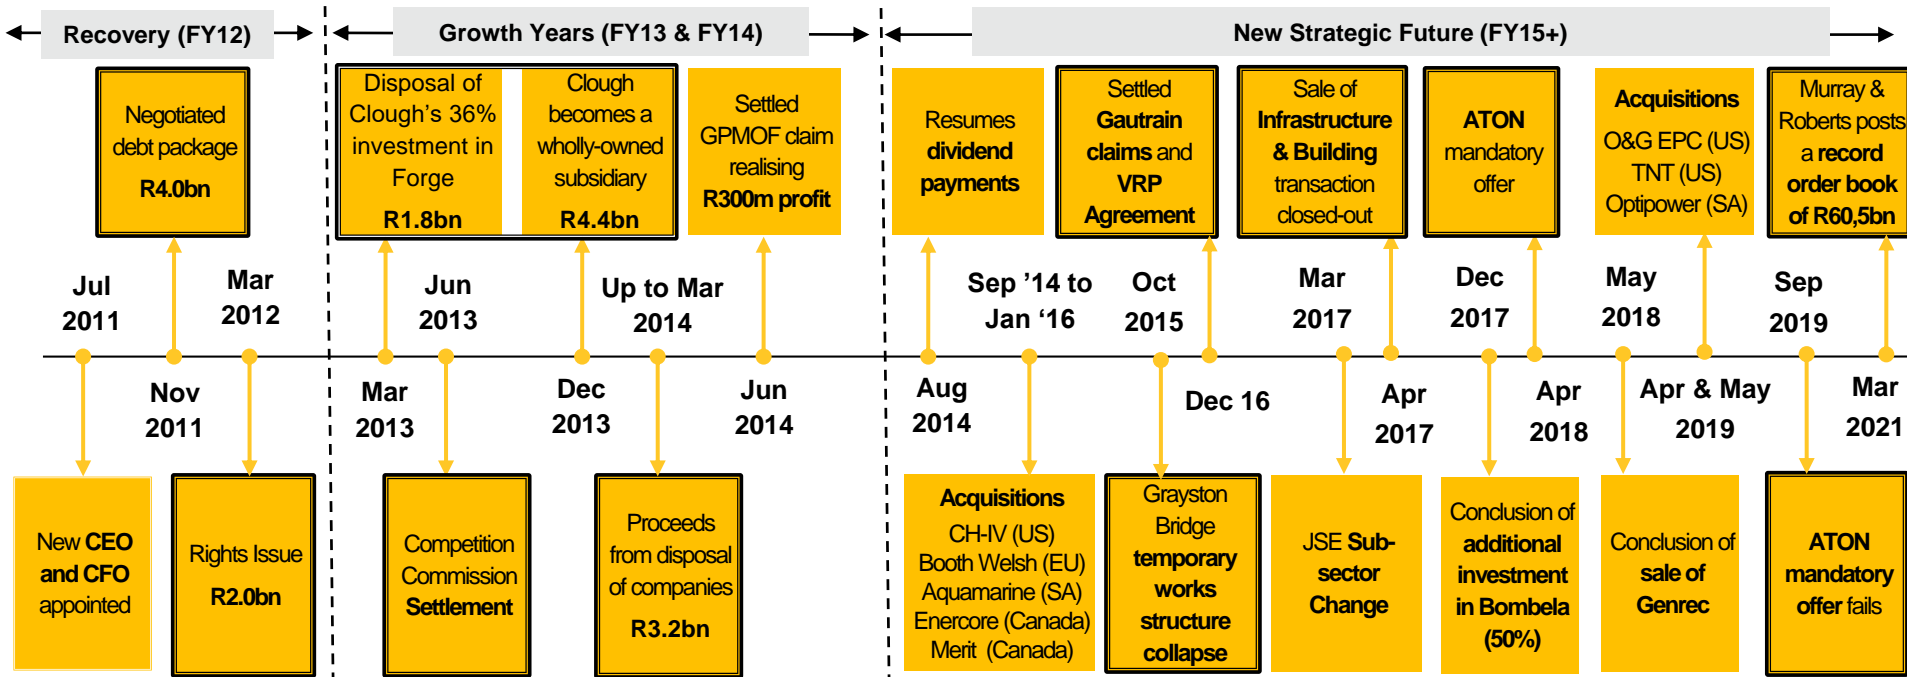 Recovery (FY12)
Growth Years (FY13 & FY14)
New Strategic Future (FY15+)
Negotiated
debt package
R4.0bn
Disposal of
Clough's 36%
investment in
Forge
R1.8bn
Clough
becomes a
wholly-owned
subsidiary
R4.4bn
Settled
GPMOF claim
realising
R300m profit
Resumes
dividend
payments
Settled
Gautrain
claims and
VRP
Agreement
Sale of
Infrastructure
& Building
transaction
closed-out
ATON
mandatory
offer
Acquisitions
O&G EPC (US)
TNT (US)
Optipower (SA)
Murray &
Roberts posts
a record
order book
of R60,5bn
Jul
2011
Mar
2012
Jun
2013
Up to Mar
2014
Sep ’14 to
Jan ‘16
Oct
2015
Mar
2017
Dec
2017
May
2018
Sep
2019
Nov
2011
Mar
2013
Dec
2013
Jun
2014
Aug
2014
Dec 16
Apr
2017
Apr
2018
Apr & May
2019
Mar
2021
New CEO
and CFO
appointed
Rights Issue
R2.0bn
Competition
Commission
Settlement
Proceeds
from disposal
of companies
R3.2bn
Acquisitions
CH-IV (US)
Booth Welsh (EU)
Aquamarine (SA)
Enercore (Canada)
Merit (Canada)
Grayston
Bridge
temporary
works
structure
collapse
JSE Sub-
sector
Change
Conclusion of
additional
investment
in Bombela
(50%)
Conclusion of
sale of
Genrec
ATON
mandatory
offer fails